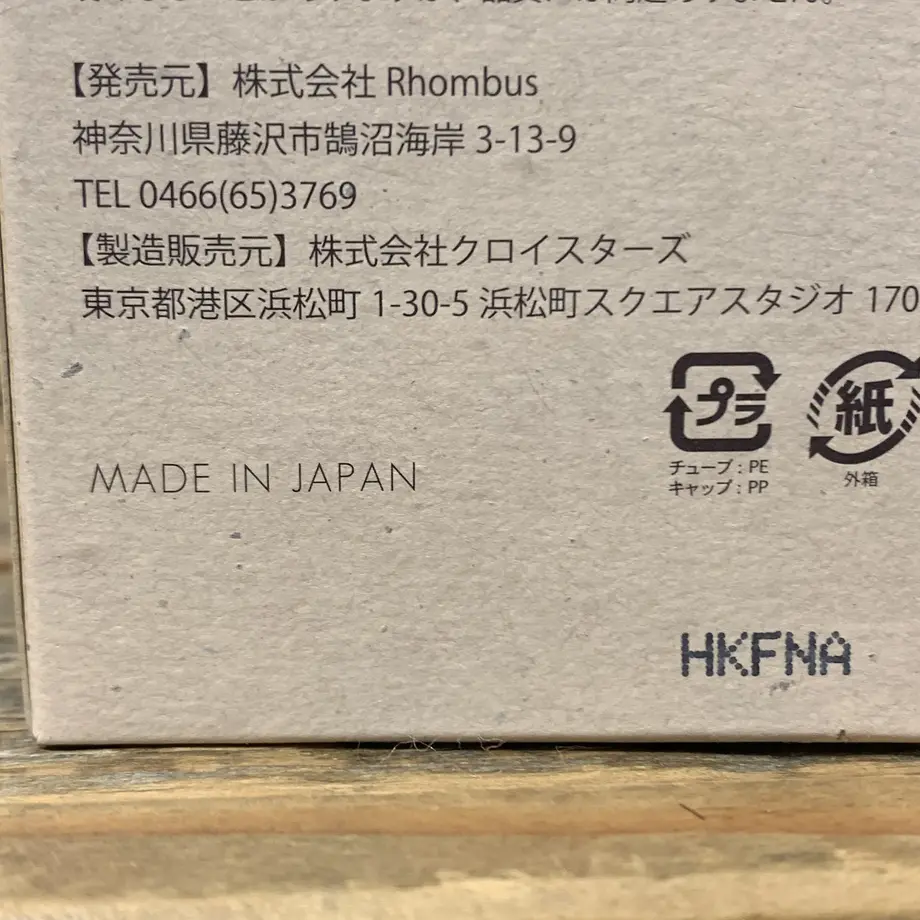 【発売元】株式会社 Rhombus
神奈川県藤沢市鵠沼海岸 3-13-9
TEL 0466(65)3769
【製造販売元】株式会社クロイスターズ
東京都港区浜松町 1-30-5 浜松町スクエアスタジオ 170
プラ
紙
チューブ : PE
キャップ : PP
外箱
MADE IN JAPAN
HKFNA